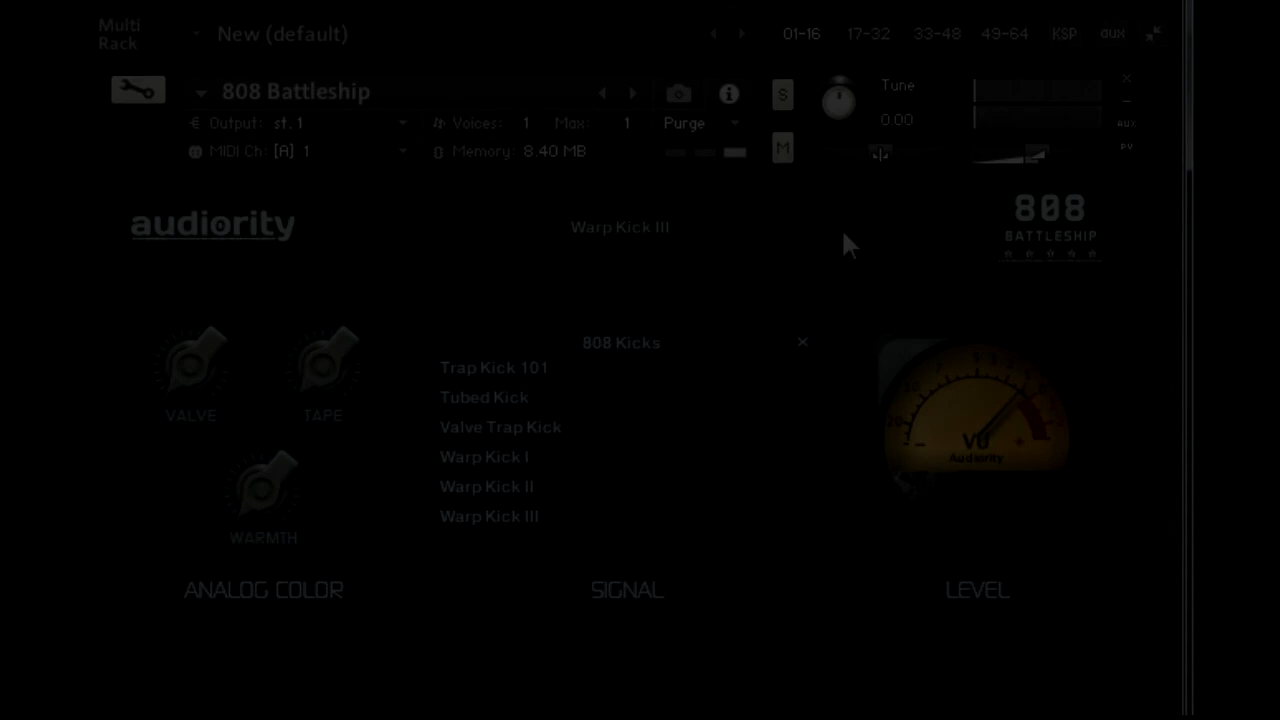 Multi
Rack
New (default)
01-16 17-32 33-48 49-64 KSP aux
808 Battleship
S
Tune
Output: st.1
Voices: 1 Max: 1
Purge
0.00
AUX
MIDI Ch: [A] 1
Memory: 8.40 MB
M
PV
audiority
Warp Kick III
808
BATTLESHIP
808 Kicks
Trap Kick 101
Tubed Kick
Valve Trap Kick
Warp Kick I
Warp Kick II
Warp Kick III
VALVE
TAPE
WARMTH
VU
Audiority
ANALOG COLOR
SIGNAL
LEVEL